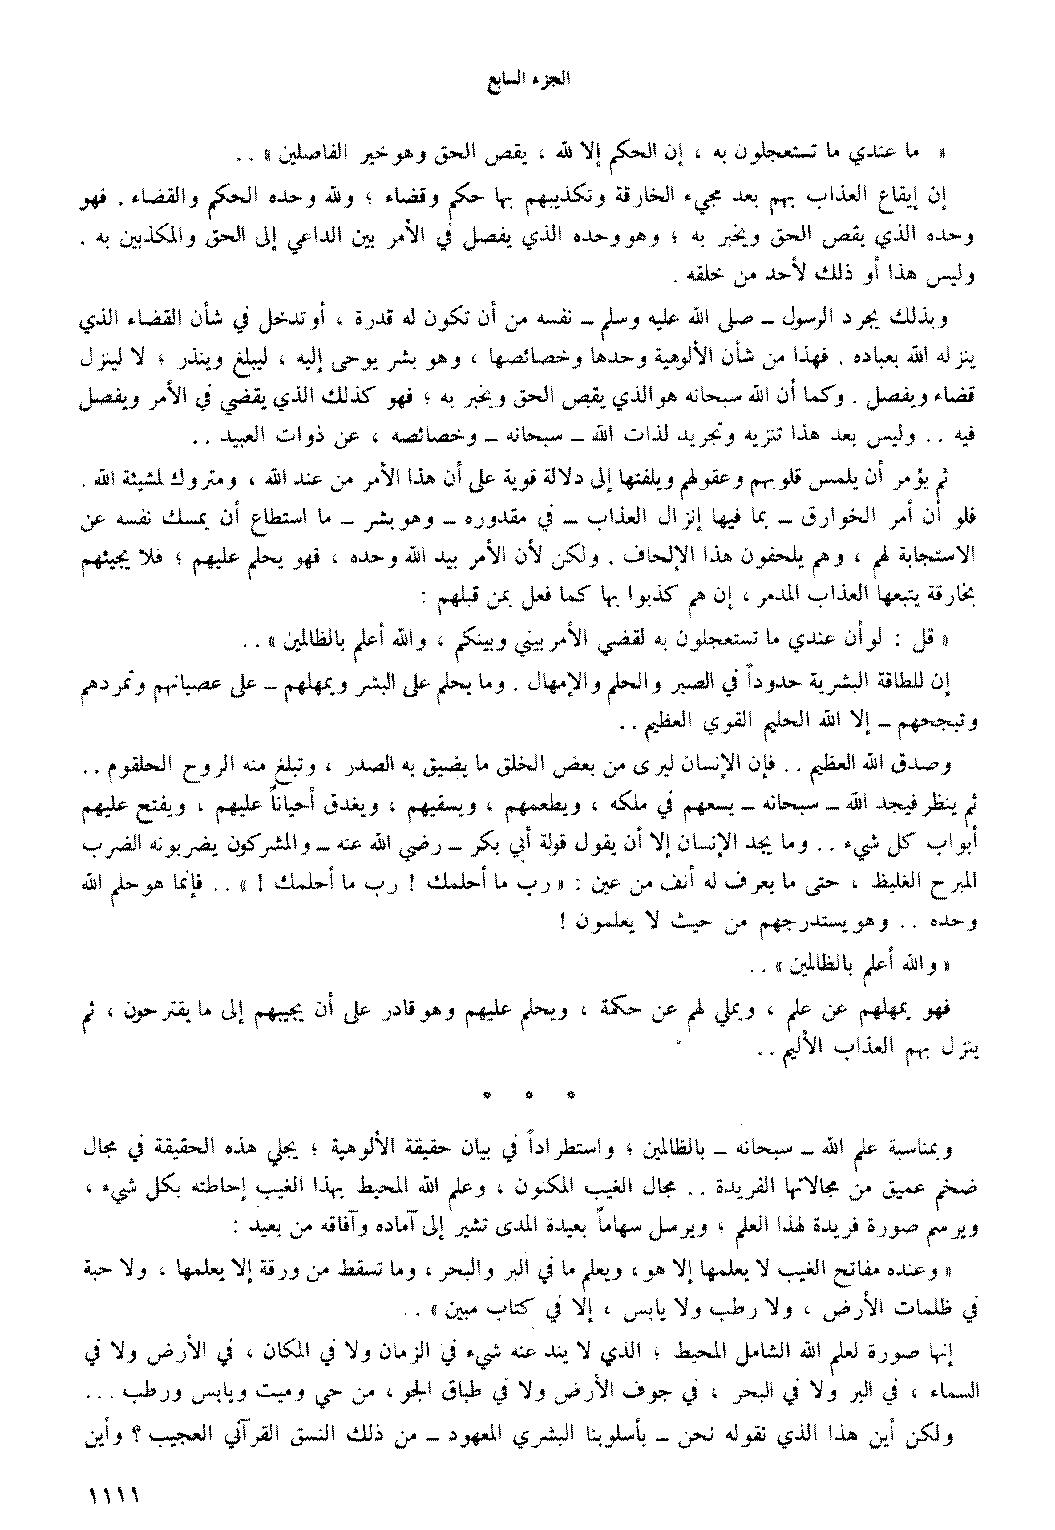 الجزء السابع
« ما عندي ما تستعجلون به ، إن الحكم إلا لله ، يقص الحق وهو خير الفاصلين » . .
إن إيقاع العذاب بهم بعد مجيء الخارقة وتكذيبهم بها حكم وقضاء ؛ ولله وحده الحكم والقضاء . فهو
وحده الذي يقص الحق ويخبر به ؛ وهو وحده الذي يفصل في الأمر بين الداعي إلى الحق والمكذبين به .
وليس هذا أو ذلك لأحد من خلقه .
وبذلك يجرد الرسول – صلى الله عليه وسلم – نفسه من أن تكون له قدرة ، أو تدخل في شأن القضاء الذي
ينزله الله بعباده . فهذا من شأن الألوهية وحدها وخصائصها ، وهو بشر يوحى إليه ، ليبلغ وينذر ؛ لا لينزل
قضاء ويفصل . وكما أن الله سبحانه هو الذي يقص الحق ويخبر به ؛ فهو كذلك الذي يقضي في الأمر ويفصل
فيه . . وليس بعد هذا تنزيه وتجريد لذات الله – سبحانه – وخصائصه ، عن ذوات العبيد . .
ثم يؤمر أن يلمس قلوبهم وعقولهم ويلفتها إلى دلالة قوية على أن هذا الأمر من عند الله ، ومتروك لمشيئة الله .
فلو أن أمر الخوارق – بما فيها إنزال العذاب – في مقدوره – وهو بشر – ما استطاع أن يمسك نفسه عن
الاستجابة لهم ، وهم يلحفون هذا الإلحاف . ولكن لأن الأمر بيد الله وحده ، فهو يحلم عليهم ؛ فلا يجيئهم
بخارقة يتبعها العذاب المدمر ، إن هم كذبوا بها كما فعل بمن قبلهم :
« قل : لو أن عندي ما تستعجلون به لقضي الأمر بيني وبينكم ، والله أعلم بالظالمين » . .
إن للطاقة البشرية حدوداً في الصبر والحلم والإمهال . وما يحلم على البشر ويمهلهم – على عصيانهم وتمردهم
وتبجحهم – إلا الله الحليم القوي العظيم . .
وصدق الله العظيم . . فإن الإنسان ليرى من بعض الخلق ما يضيق به الصدر ، وتبلغ منه الروح الحلقوم . .
ثم ينظر فيجد الله – سبحانه – يسعهم في ملكه ، ويطعمهم ، ويسقيهم ، ويغدق أحياناً عليهم ، ويفتح عليهم
أبواب كل شيء . . وما يجد الإنسان إلا أن يقول قولة أبي بكر – رضي الله عنه – والمشركون يضربونه الضرب
المبرح الغليظ ، حتى ما يعرف له أنف من عين : « رب ما أحلمك ! رب ما أحلمك ! » . . فإنما هو حلم الله
وحده . . وهو يستدرجهم من حيث لا يعلمون !
« والله أعلم بالظالمين » . .
فهو يمهلهم عن علم ، ويملي لهم عن حكمة ، ويحلم عليهم وهو قادر على أن يجيبهم إلى ما يقترحون ، ثم
ينزل بهم العذاب الأليم . .
* * *
وبمناسبة علم الله – سبحانه – بالظالمين ؛ واستطراداً في بيان حقيقة الألوهية ؛ يجلي هذه الحقيقة في مجال
ضخم عميق من مجالاتها الفريدة . . مجال الغيب المكنون ، وعلم الله المحيط بهذا الغيب إحاطته بكل شيء ،
ويرسم صورة فريدة لهذا العلم ؛ ويرسل سهاماً بعيدة المدى تشير إلى آماده وآفاقه من بعيد :
« وعنده مفاتح الغيب لا يعلمها إلا هو ، ويعلم ما في البر والبحر ، وما تسقط من ورقة إلا يعلمها ، ولا حبة
في ظلمات الأرض ، ولا رطب ولا يابس ، إلا في كتاب مبين » . .
إنها صورة لعلم الله الشامل المحيط ؛ الذي لا يند عنه شيء في الزمان ولا في المكان ، في الأرض ولا في
السماء ، في البر ولا في البحر ، في جوف الأرض ولا في طباق الجو ، من حي وميت ويابس ورطب . . .
ولكن أين هذا الذي نقوله نحن – بأسلوبنا البشري المعهود – من ذلك النسق القرآني العجيب ؟ وأين
١١١١